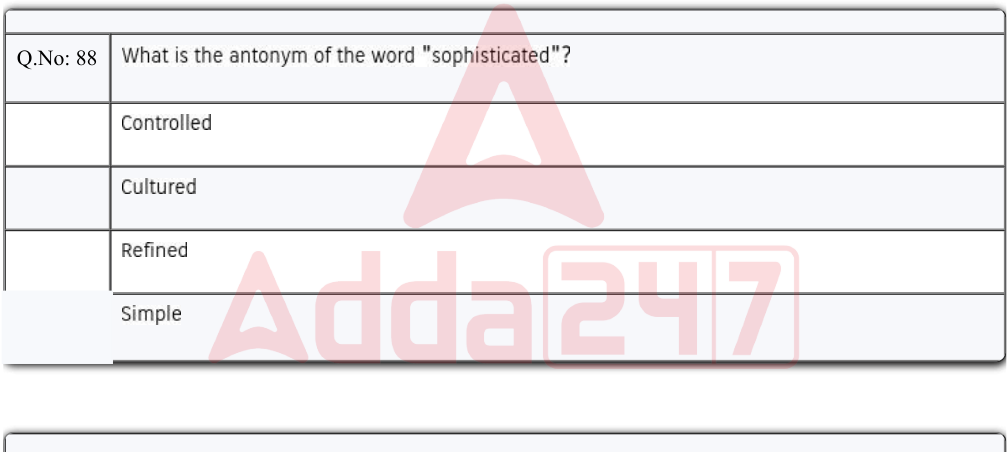 Q.No: 88 What is the antonym of the word "sophisticated"?
Controlled
Cultured
Refined
Simple
Adda247